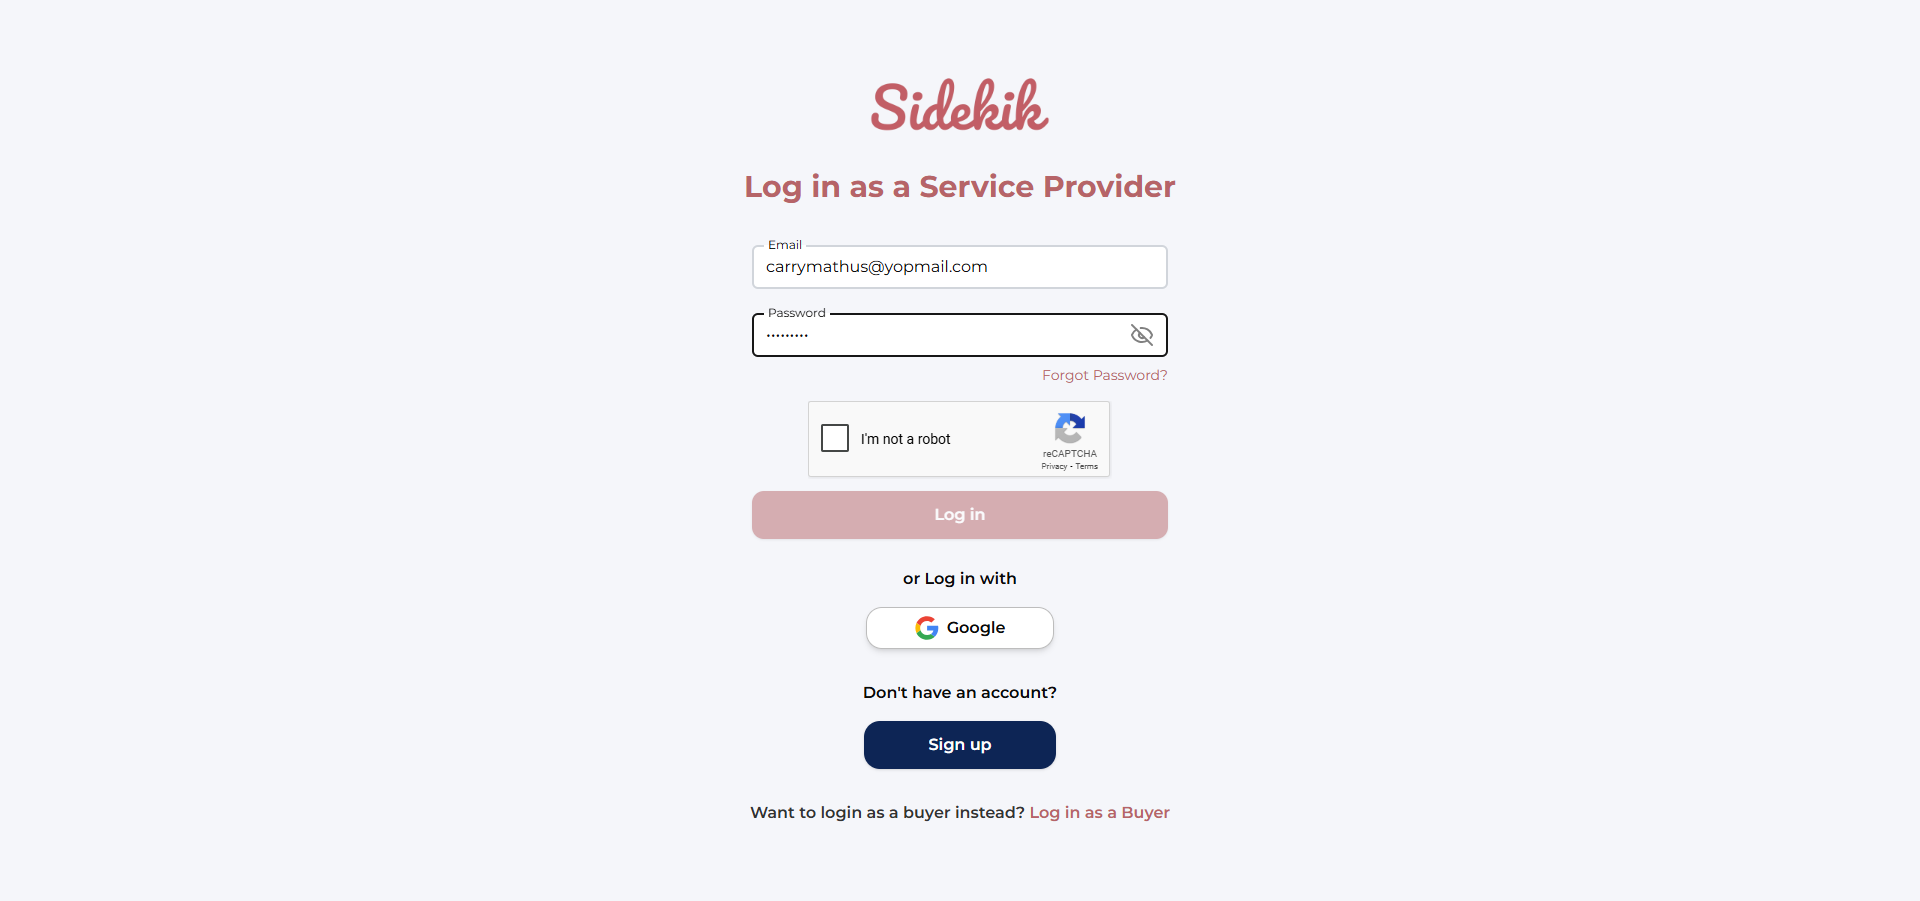 Sidekik
Log in as a Service Provider
Email
carrymathus@yopmail.com
Password
•••••••••
Forgot Password?
I'm not a robot
reCAPTCHA
Privacy - Terms
Log in
or Log in with
Google
Don't have an account?
Sign up
Want to login as a buyer instead? Log in as a Buyer